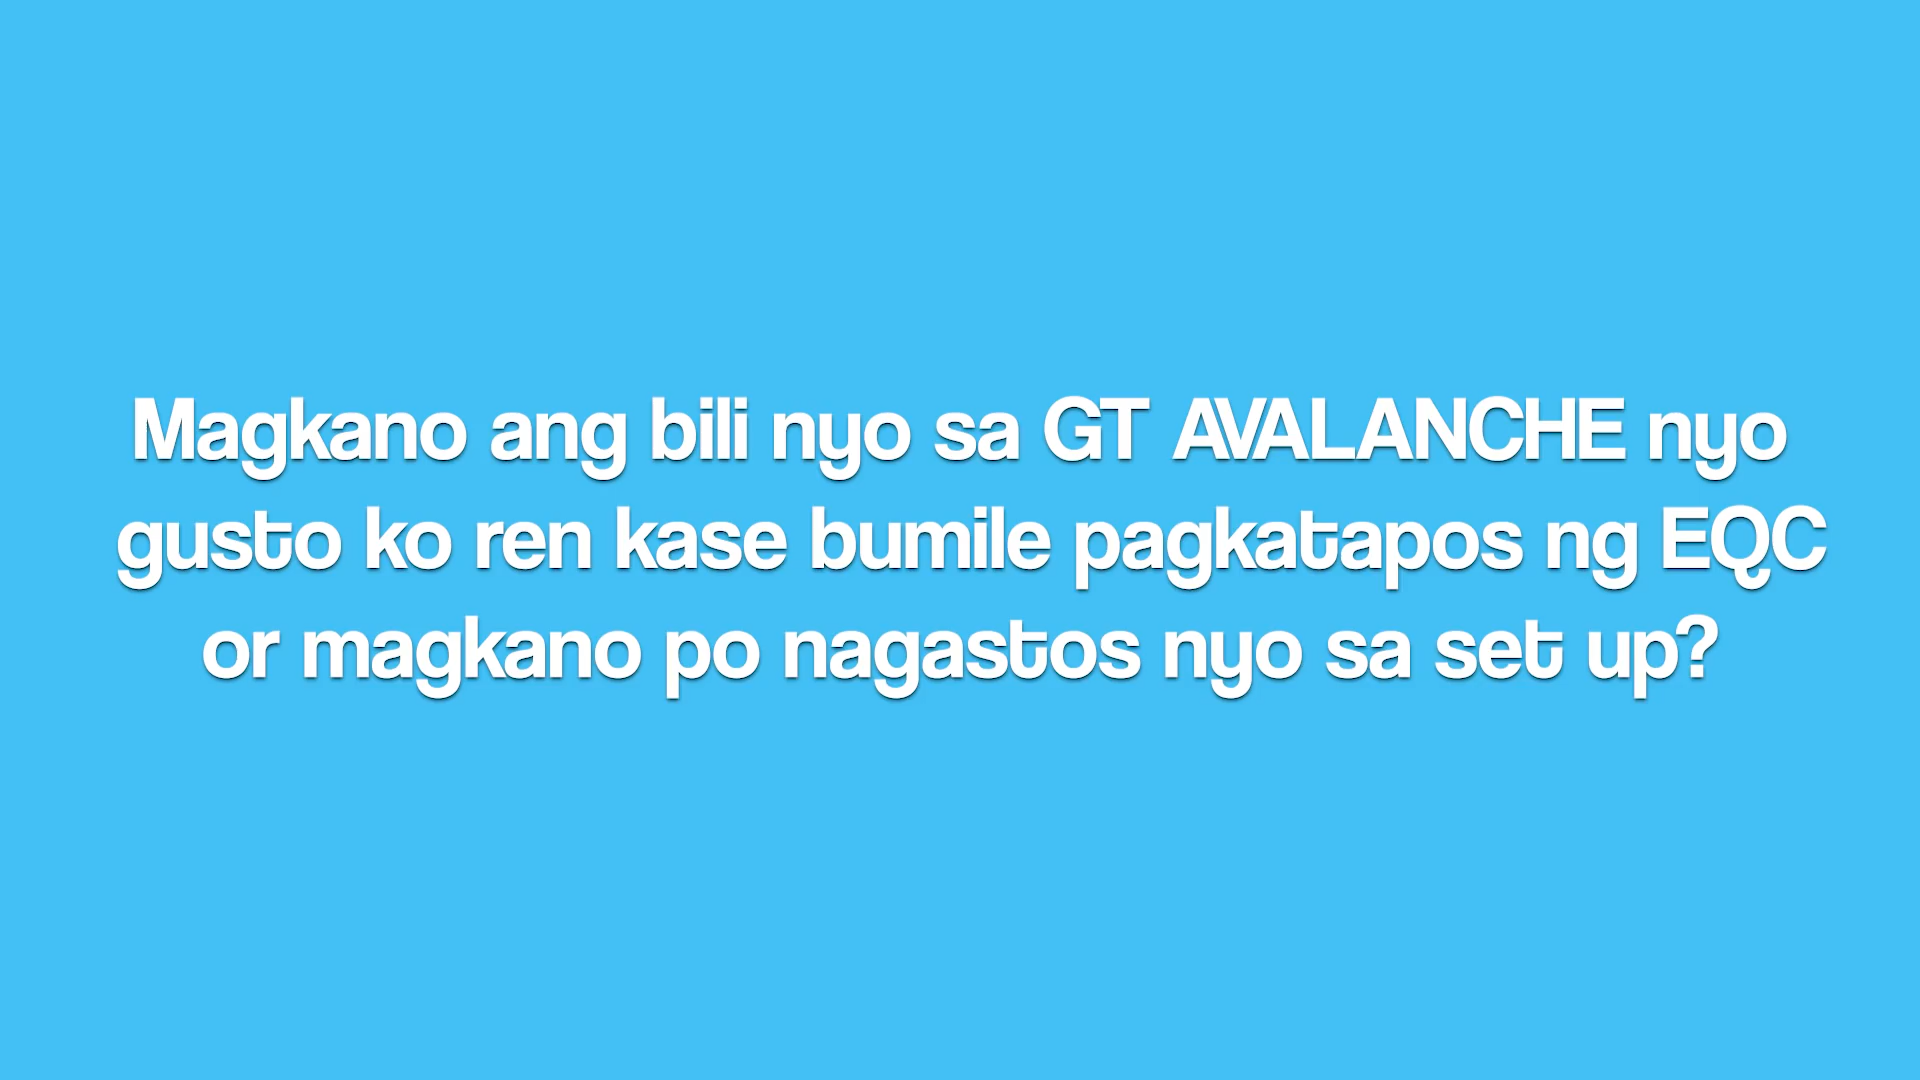 Magkano ang bili nyo sa GT AVALANCHE nyo
gusto ko ren kase bumile pagkatapos ng EQC
or magkano po nagastos nyo sa set up?